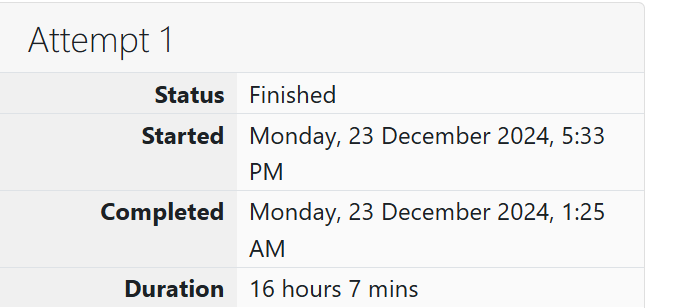 Attempt 1
Status Finished
Started Monday, 23 December 2024, 5:33
PM
Completed Monday, 23 December 2024, 1:25
AM
Duration 16 hours 7 mins